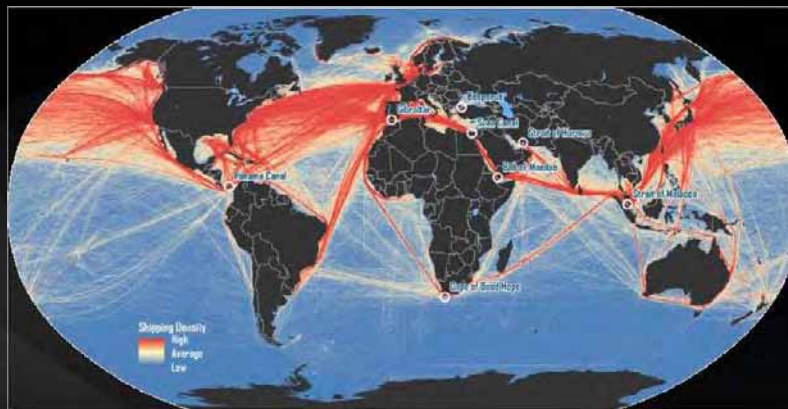 Bosporus
Gibraltar
Suez Canal
Strait of Hormuz
Bab el Mandab
Panama Canal
Strait of Malacca
Cape of Good Hope
Shipping Density
High
Average
Low